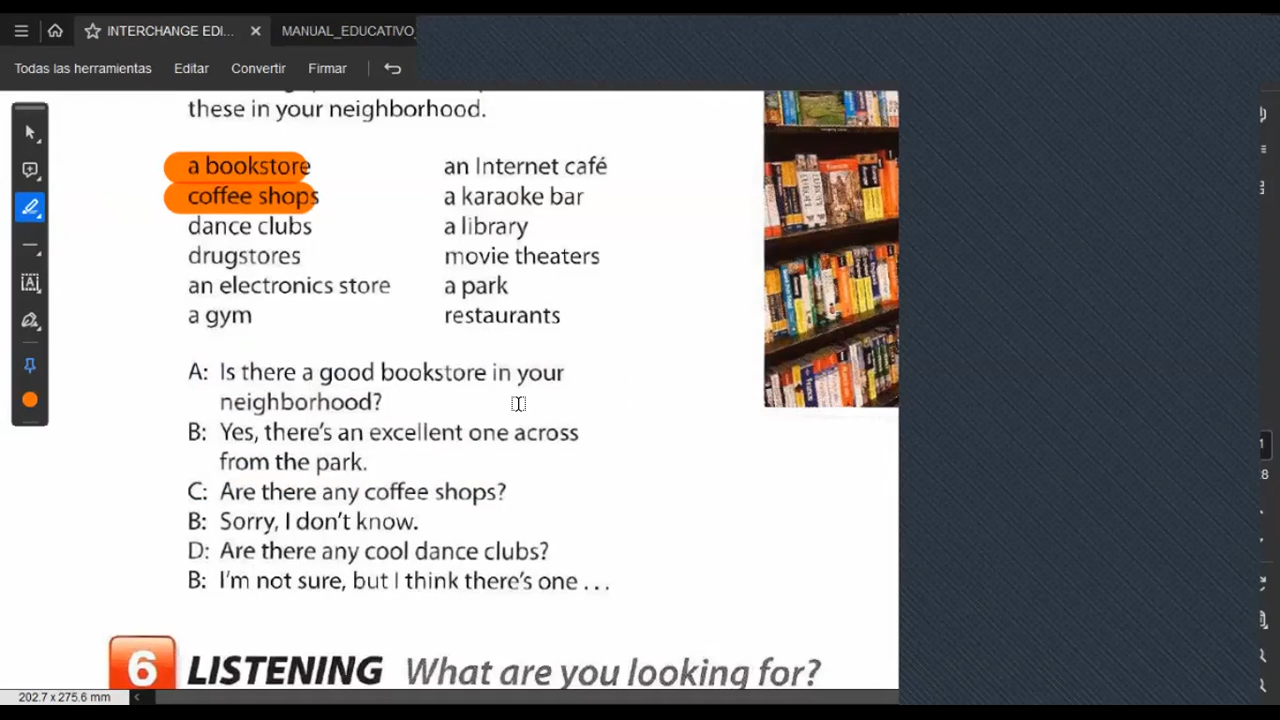 INTERCHANGE EDI...
MANUAL_EDUCATIVO_
Todas las herramientas
Editar
Convertir
Firmar
these in your neighborhood.
a bookstore
coffee shops
dance clubs
drugstores
an electronics store
a gym
an Internet café
a karaoke bar
a library
movie theaters
a park
restaurants
A: Is there a good bookstore in your
neighborhood?
B: Yes, there's an excellent one across
from the park.
C: Are there any coffee shops?
B: Sorry, I don't know.
D: Are there any cool dance clubs?
B: I'm not sure, but I think there's one . . .
6 LISTENING What are you looking for?
202.7 x 275.6 mm